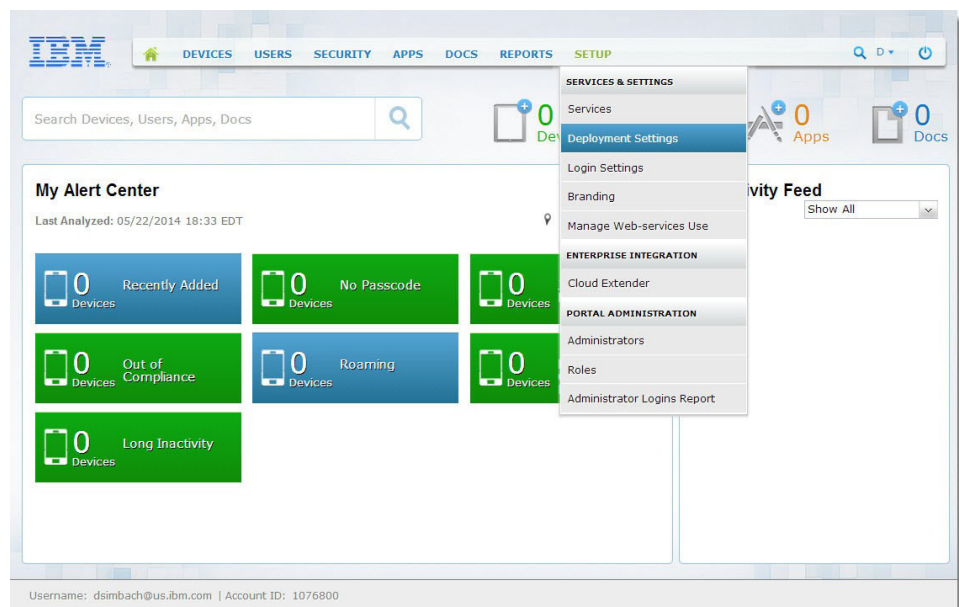 IBM
DEVICES USERS SECURITY APPS DOCS REPORTS SETUP D
Search Devices, Users, Apps, Docs
0
0
Apps
0
Docs
SERVICES & SETTINGS
Services
Deployment Settings
Login Settings
Branding
Manage Web-services Use
ENTERPRISE INTEGRATION
Cloud Extender
PORTAL ADMINISTRATION
Administrators
Roles
Administrator Logins Report
My Alert Center
Last Analyzed: 05/22/2014 18:33 EDT
0 Devices Recently Added
0 Devices No Passcode
0 Devices
0 Devices Out of Compliance
0 Devices Roaming
0 Devices
0 Devices Long Inactivity
Feed
Show All
Username: dsimbach@us.ibm.com | Account ID: 1076800